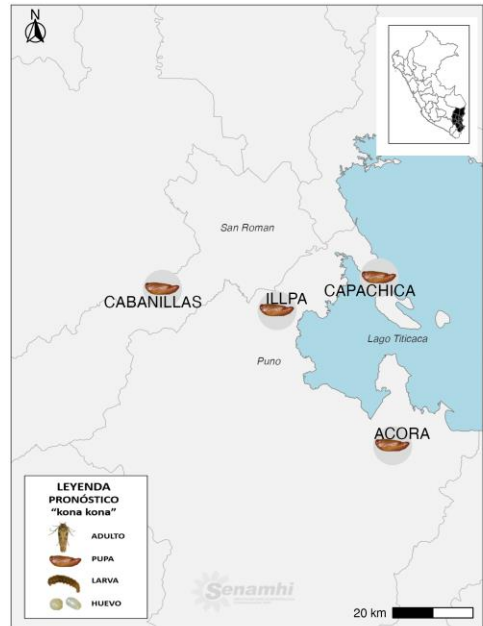 N
San Roman
CABANILLAS
ILLPA
CAPACHICA
Lago Titicaca
Puno
ACORA
LEYENDA
PRONÓSTICO
"kona kona"
ADULTO
PUPA
LARVA
HUEVO
Senamhi
20 km